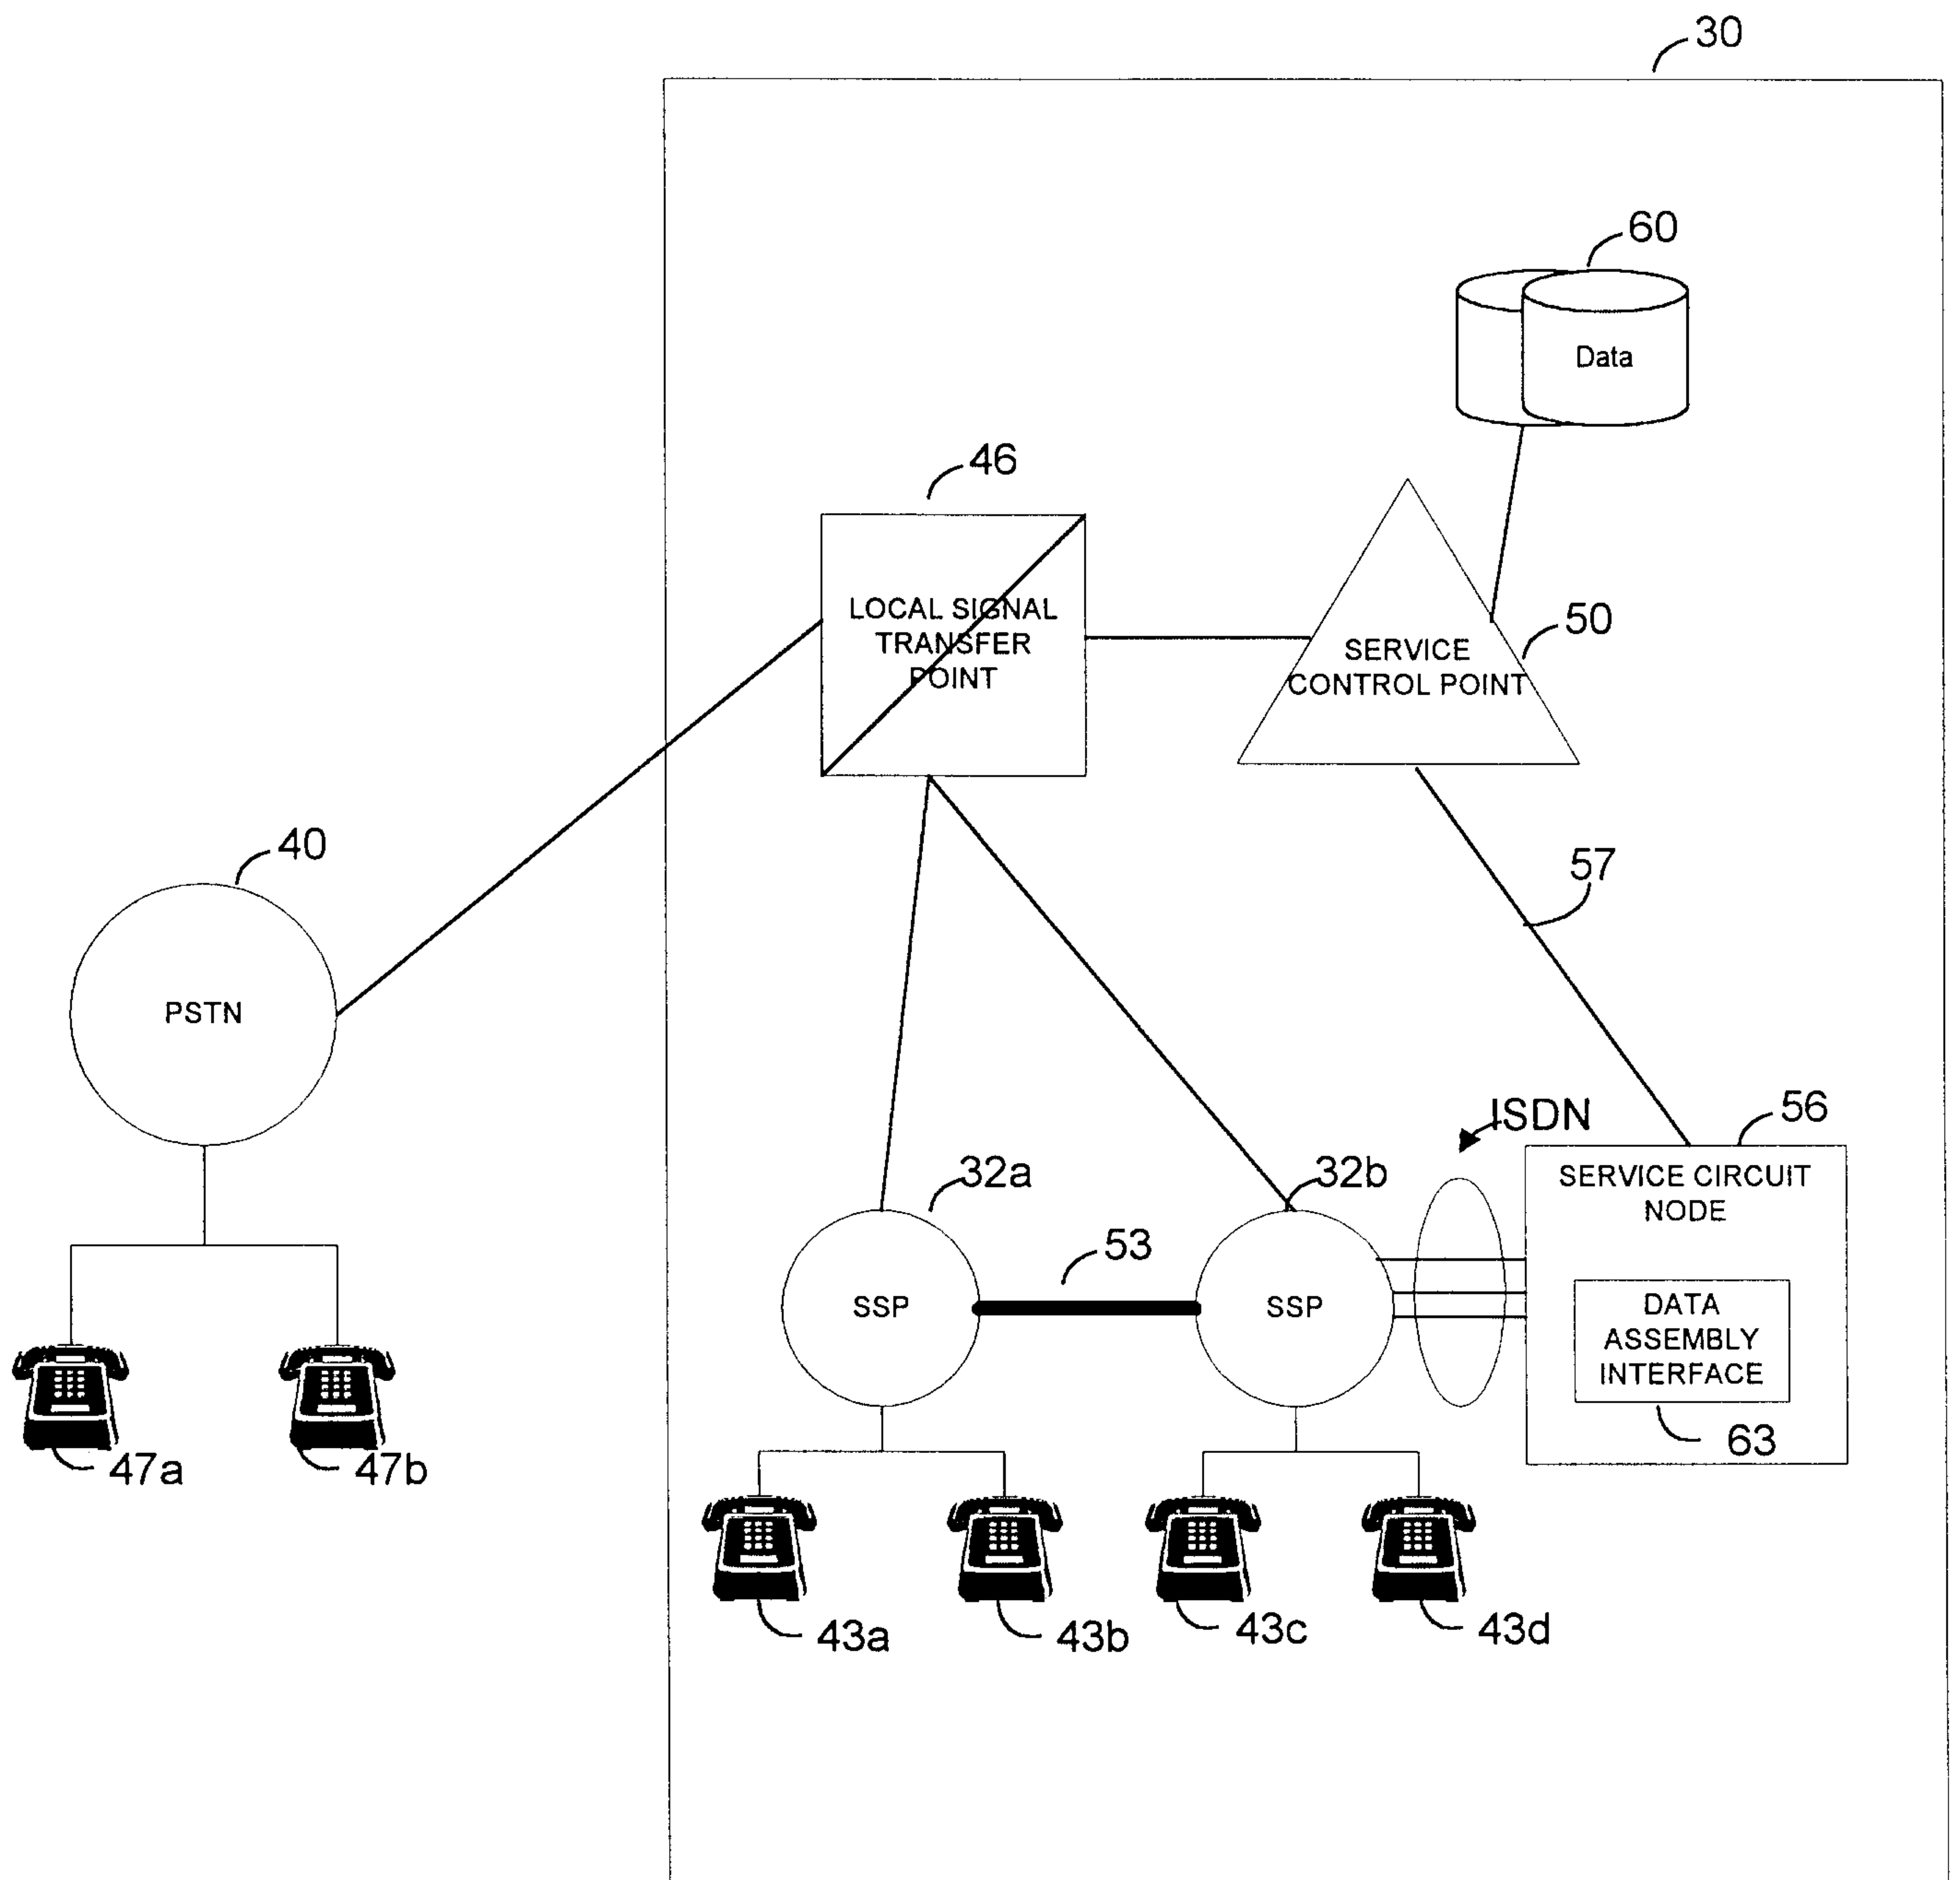 30
60
Data
46
LOCAL SIGNAL
TRANSFER
POINT
50
SERVICE
CONTROL POINT
40
PSTN
57
ISDN
56
SERVICE CIRCUIT
NODE
32a
32b
53
SSP
SSP
DATA
ASSEMBLY
INTERFACE
63
47a
47b
43a
43b
43c
43d